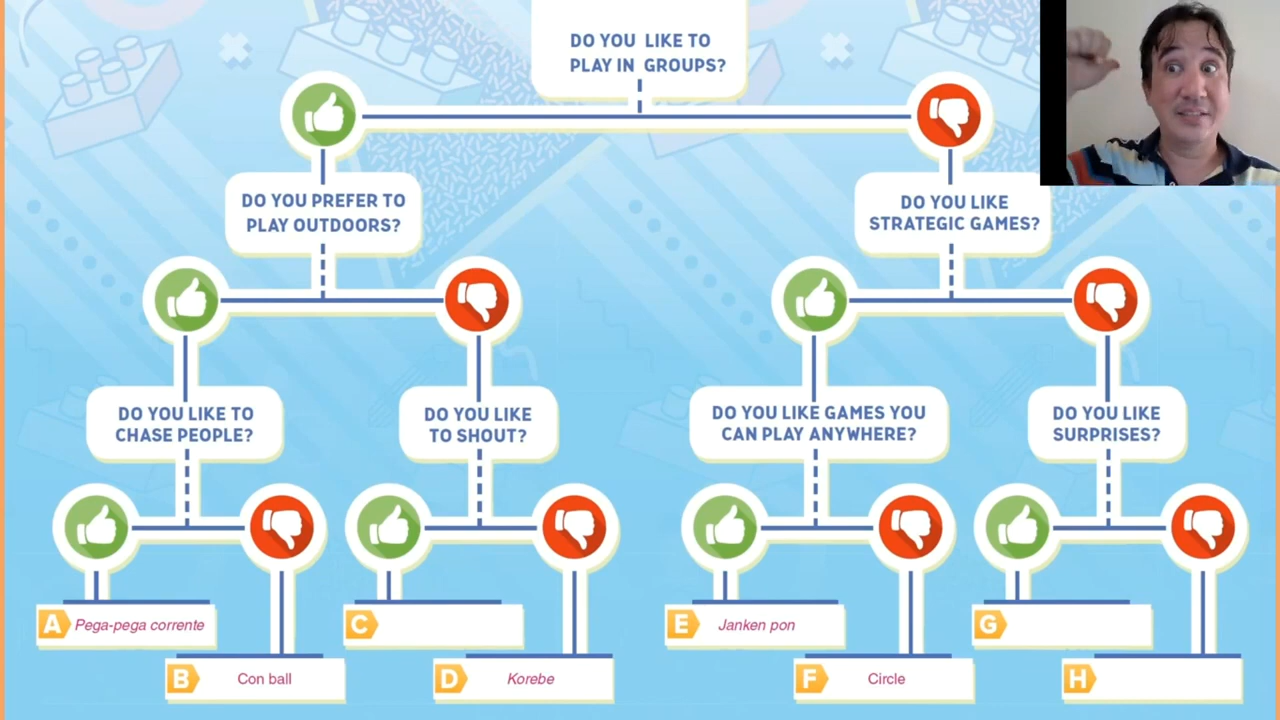 DO YOU LIKE TO
PLAY IN GROUPS?
DO YOU PREFER TO
PLAY OUTDOORS?
DO YOU LIKE
STRATEGIC GAMES?
DO YOU LIKE TO
CHASE PEOPLE?
DO YOU LIKE
TO SHOUT?
DO YOU LIKE GAMES YOU
CAN PLAY ANYWHERE?
DO YOU LIKE
SURPRISES?
A Pega-pega corrente
B Con ball
C
D Korebe
E Janken pon
F Circle
G
H